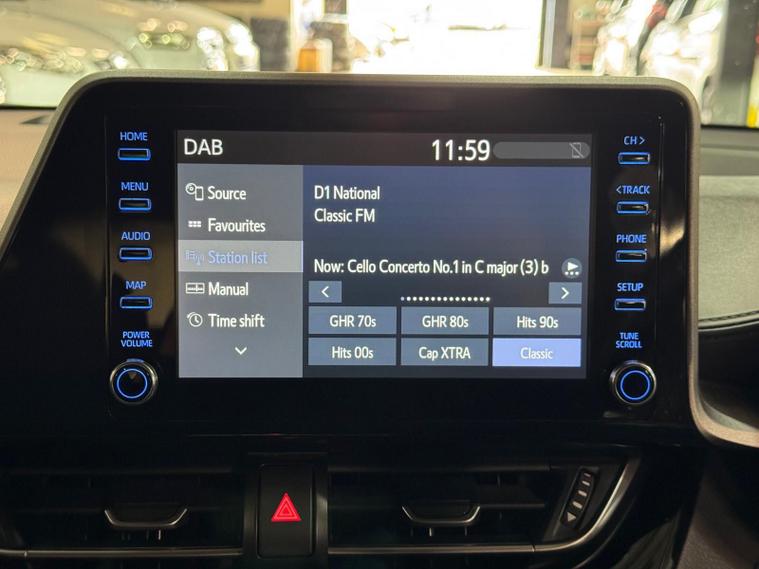 HOME
MENU
AUDIO
MAP
POWER
VOLUME
DAB
11:59
Source
Favourites
Station list
Manual
Time shift
D1 National
Classic FM
Now: Cello Concerto No.1 in C major (3) b
GHR 70s
GHR 80s
Hits 90s
Hits 00s
Cap XTRA
Classic
CH >
< TRACK
PHONE
SETUP
TUNE
SCROLL